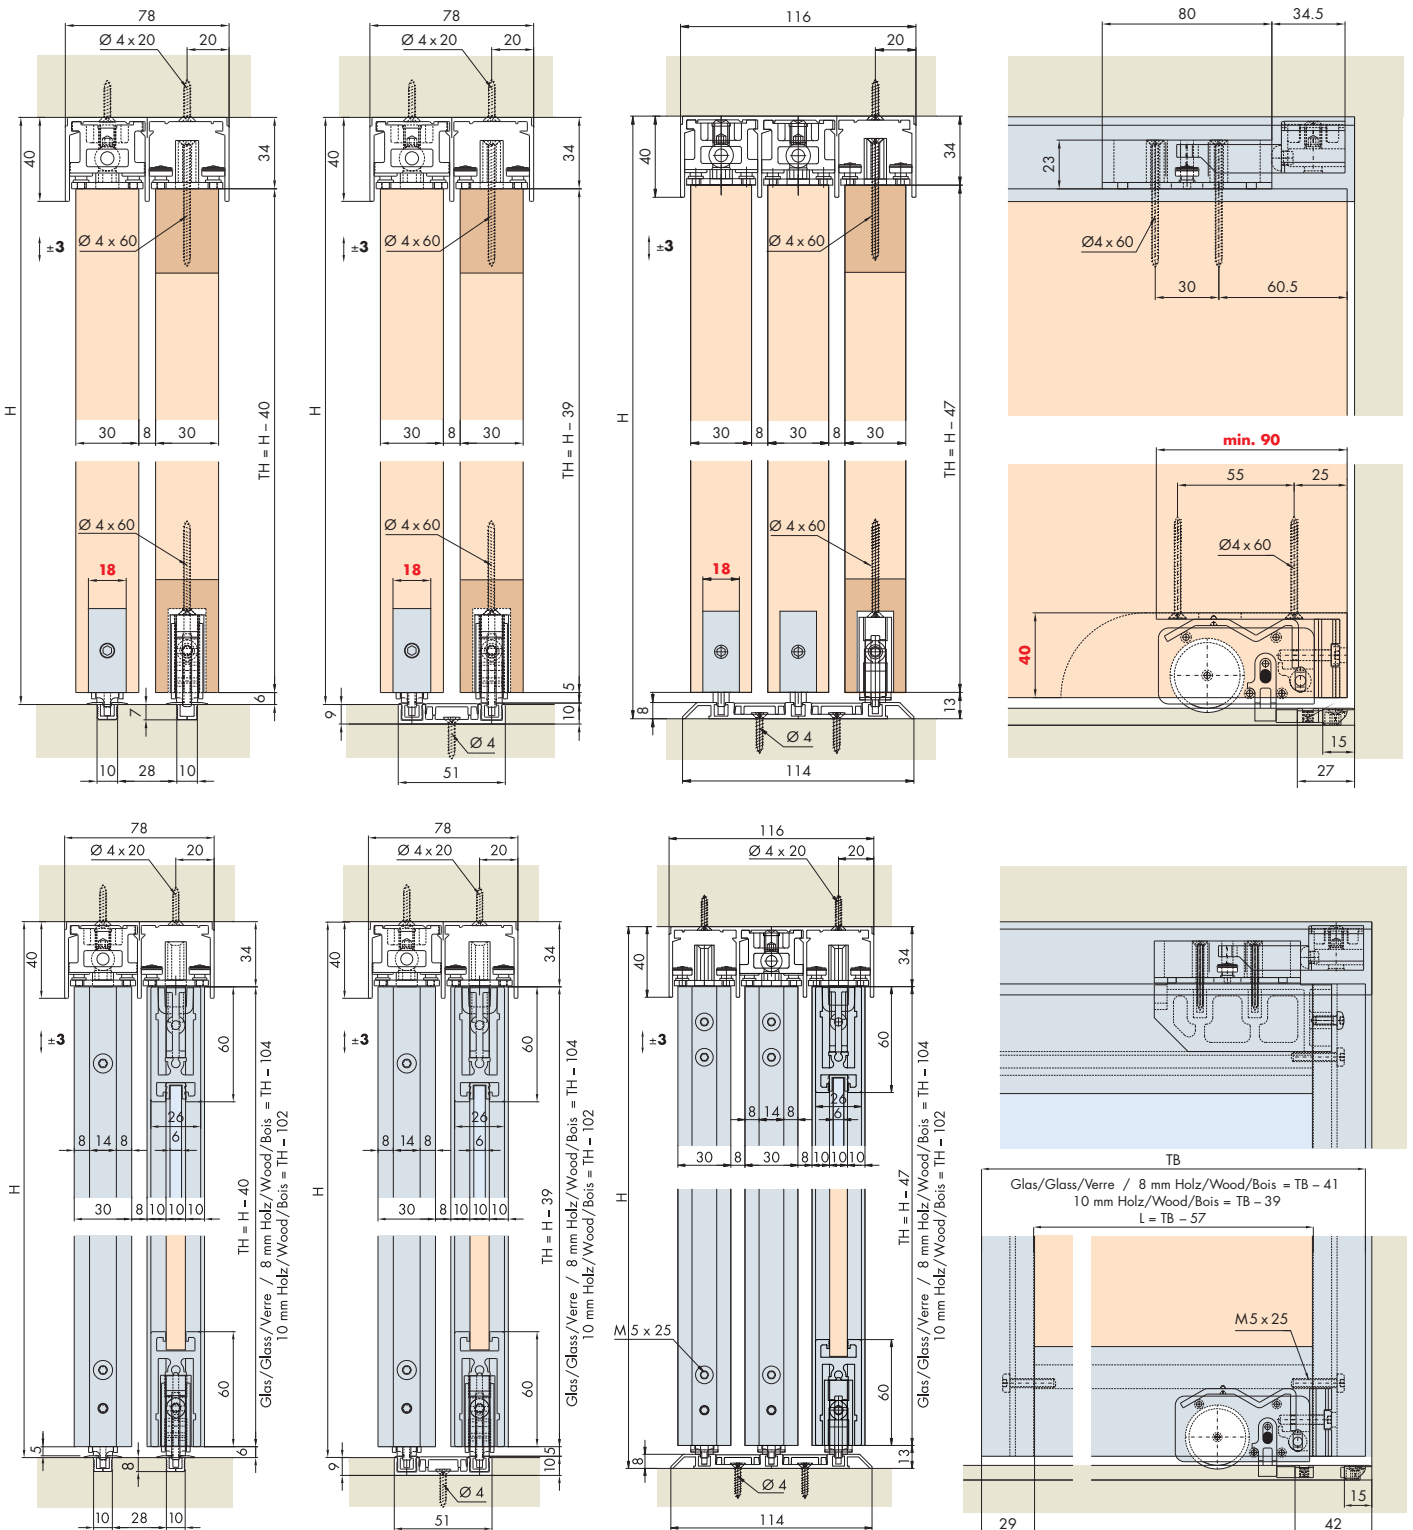 78
Ø 4 x 20
20
40
34
±3
Ø 4 x 60
H
30
8
30
TH = H – 40
Ø 4 x 60
18
6
7
10
28
10
78
Ø 4 x 20
20
40
34
±3
Ø 4 x 60
H
30
8
30
TH = H – 39
Ø 4 x 60
18
5
9
10
Ø 4
51
116
20
40
34
±3
Ø 4 x 60
H
30
8
30
8
30
TH = H – 47
Ø 4 x 60
18
8
13
Ø 4
114
80
34.5
23
Ø4 x 60
30
60.5
min. 90
55
25
Ø4 x 60
40
15
27
78
Ø 4 x 20
20
40
34
±3
60
26
6
8
14
8
H
30
8
10
10
10
TH = H – 40
Glas/Glass/Verre / 8 mm Holz/Wood/Bois = TH – 104
10 mm Holz/Wood/Bois = TH – 102
60
5
6
8
10
28
10
78
Ø 4 x 20
20
40
34
±3
60
26
6
8
14
8
H
30
8
10
10
10
TH = H – 39
Glas/Glass/Verre / 8 mm Holz/Wood/Bois = TH – 104
10 mm Holz/Wood/Bois = TH – 102
60
5
9
10
Ø 4
51
116
Ø 4 x 20
20
40
34
±3
60
26
8
14
8
6
H
30
8
30
8
10
10
10
TH = H – 47
Glas/Glass/Verre / 8 mm Holz/Wood/Bois = TH – 104
10 mm Holz/Wood/Bois = TH – 102
M 5 x 25
60
8
13
Ø 4
114
TB
Glas/Glass/Verre / 8 mm Holz/Wood/Bois = TB – 41
10 mm Holz/Wood/Bois = TB – 39
L = TB – 57
M 5 x 25
15
29
42